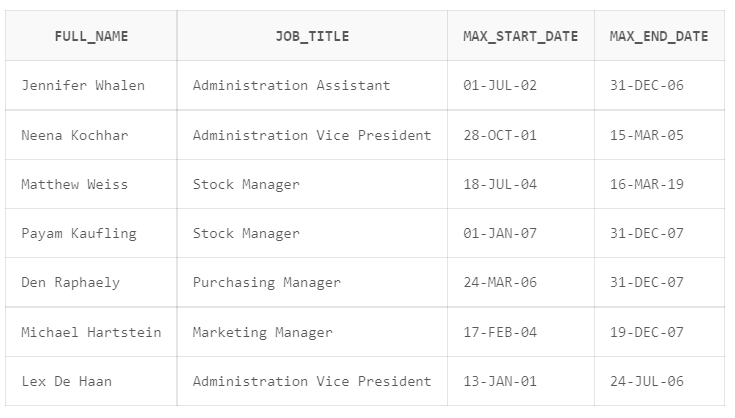 FULL_NAME JOB_TITLE MAX_START_DATE MAX_END_DATE
Jennifer Whalen Administration Assistant 01-JUL-02 31-DEC-06
Neena Kochhar Administration Vice President 28-OCT-01 15-MAR-05
Matthew Weiss Stock Manager 18-JUL-04 16-MAR-19
Payam Kaufling Stock Manager 01-JAN-07 31-DEC-07
Den Raphaely Purchasing Manager 24-MAR-06 31-DEC-07
Michael Hartstein Marketing Manager 17-FEB-04 19-DEC-07
Lex De Haan Administration Vice President 13-JAN-01 24-JUL-06